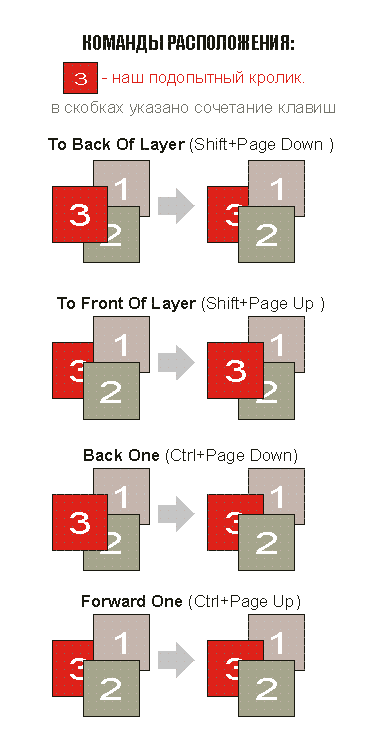 КОМАНДЫ РАСПОЛОЖЕНИЯ:
3 - наш подопытный кролик.
в скобках указано сочетание клавиш
To Back Of Layer (Shift+Page Down )
1 1
3 3
2 2
To Front Of Layer (Shift+Page Up )
1 1
3 3
2 2
Back One (Ctrl+Page Down)
1 1
3 3
2 2
Forward One (Ctrl+Page Up)
1 1
3 3
2 2